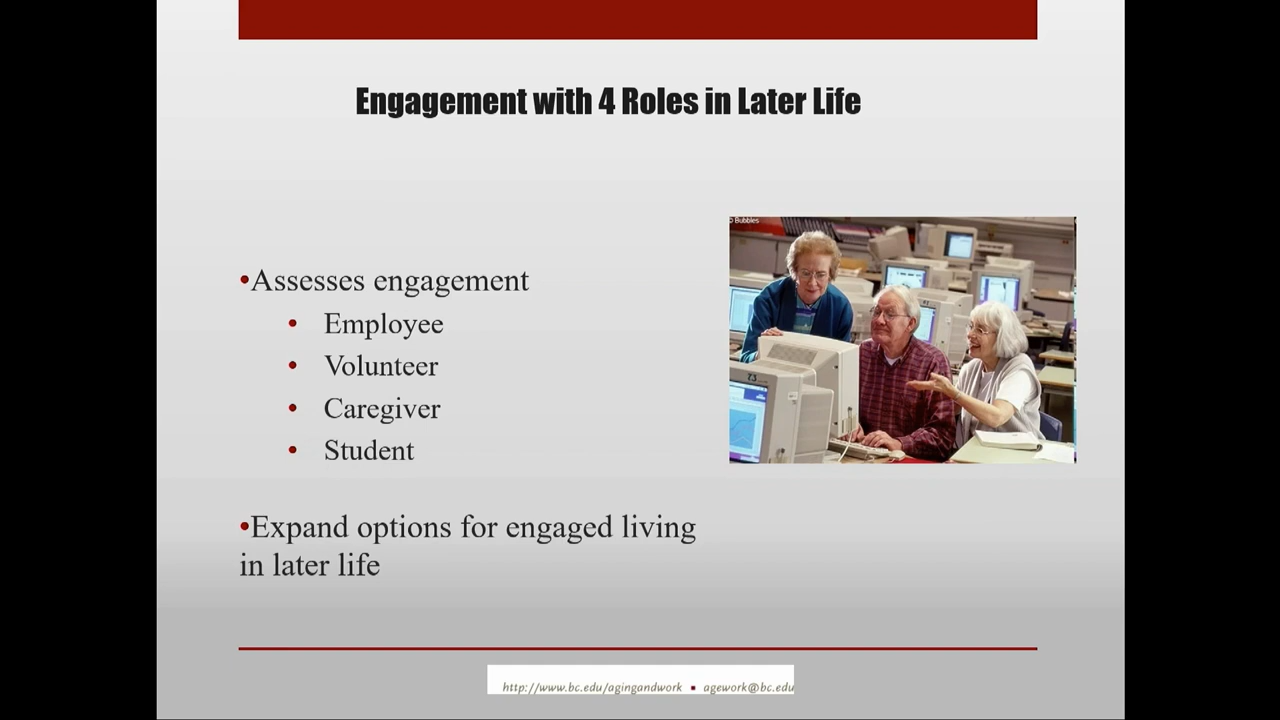 Engagement with 4 Roles in Later Life
© Bubbles
•Assesses engagement
• Employee
• Volunteer
• Caregiver
• Student
•Expand options for engaged living
in later life
http://www.bc.edu/agingandwork ▪ agework@bc.edu